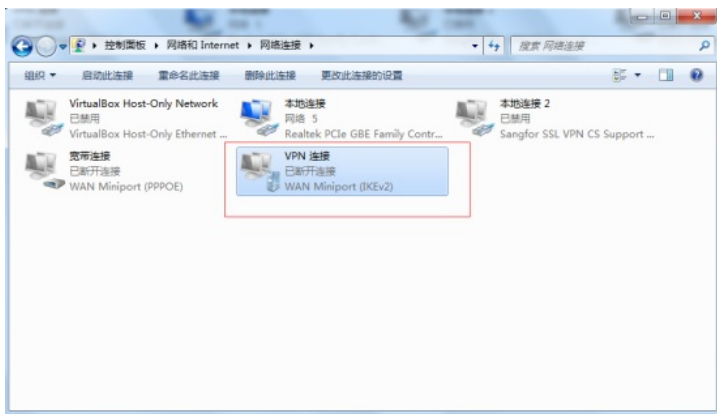 控制面板 ▸ 网络和 Internet ▸ 网络连接 ▸
搜索 网络连接
组织 ▾ 启动此连接 重命名此连接 删除此连接 更改此连接的设置
VirtualBox Host-Only Network
已禁用
VirtualBox Host-Only Ethernet ...
本地连接
网络 5
Realtek PCIe GBE Family Contr...
本地连接 2
已禁用
Sangfor SSL VPN CS Support ...
宽带连接
已断开连接
WAN Miniport (PPPOE)
VPN 连接
已断开连接
WAN Miniport (IKEv2)